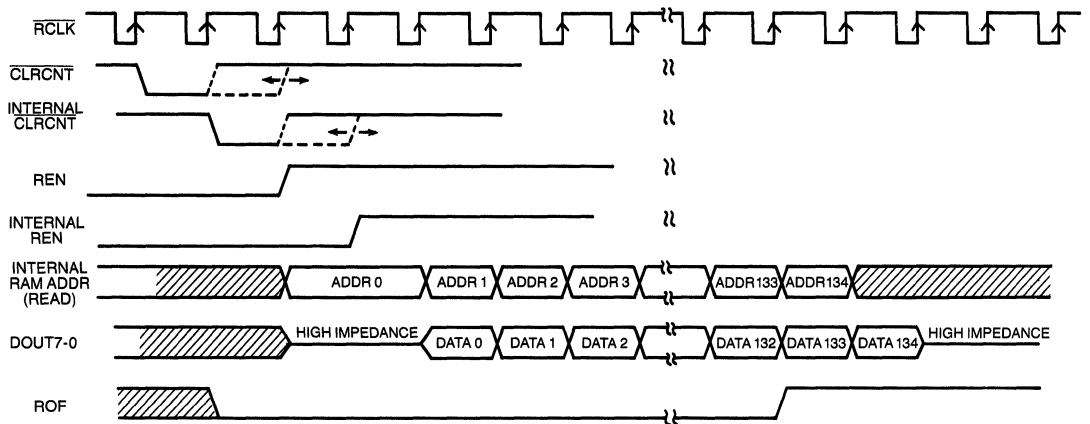 RCLK
CLRCNT
INTERNAL
CLRCNT
REN
INTERNAL
REN
INTERNAL
RAM ADDR
(READ)
ADDR 0
ADDR 1
ADDR 2
ADDR 3
ADDR133
ADDR134
DOUT7-0
HIGH IMPEDANCE
DATA 0
DATA 1
DATA 2
DATA 132
DATA 133
DATA 134
HIGH IMPEDANCE
ROF